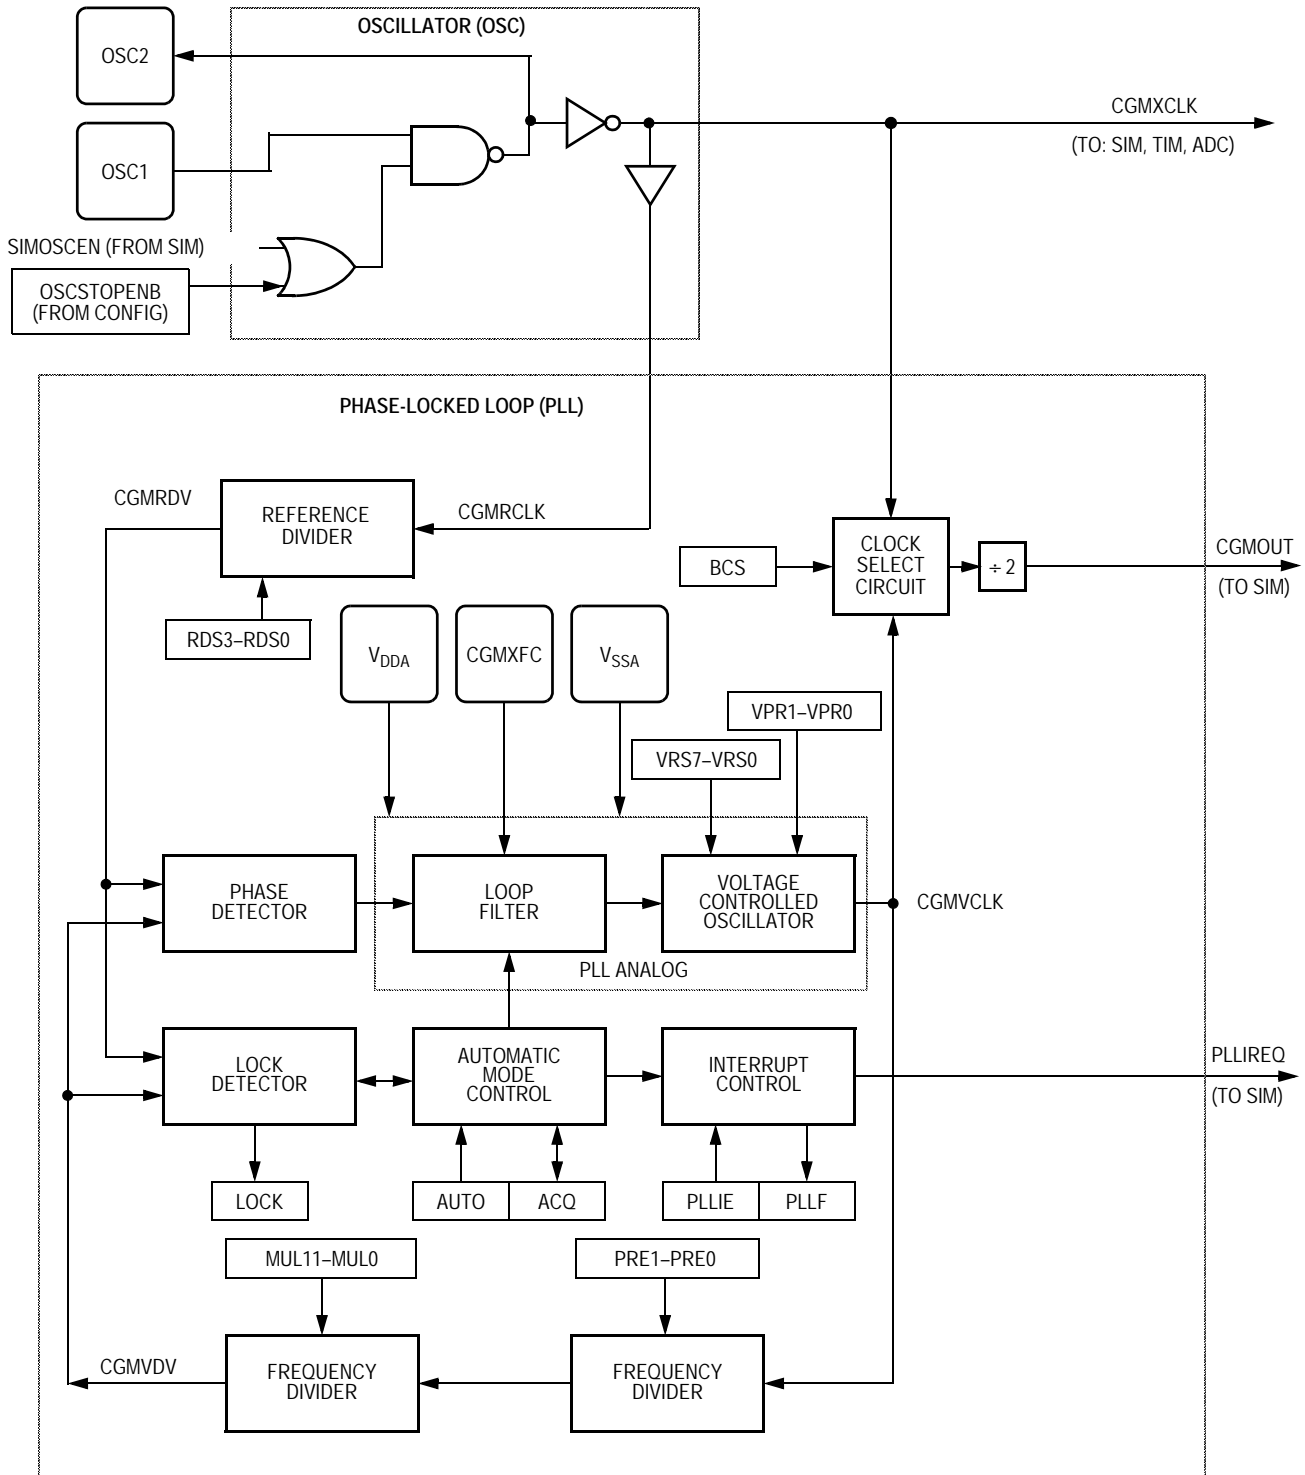 OSCILLATOR (OSC)
OSC2
CGMXCLK
(TO: SIM, TIM, ADC)
OSC1
SIMOSCEN (FROM SIM)
OSCSTOPENB
(FROM CONFIG)
PHASE-LOCKED LOOP (PLL)
CGMRDV
REFERENCE
DIVIDER
CGMRCLK
CLOCK
SELECT
CIRCUIT
BCS
÷ 2
CGMOUT
(TO SIM)
RDS3–RDS0
VDDA
CGMXFC
VSSA
VPR1–VPR0
VRS7–VRS0
PHASE
DETECTOR
LOOP
FILTER
VOLTAGE
CONTROLLED
OSCILLATOR
CGMVCLK
PLL ANALOG
LOCK
DETECTOR
AUTOMATIC
MODE
CONTROL
INTERRUPT
CONTROL
PLLIREQ
(TO SIM)
LOCK
AUTO
ACQ
PLLIE
PLLF
MUL11–MUL0
PRE1–PRE0
CGMVDV
FREQUENCY
DIVIDER
FREQUENCY
DIVIDER